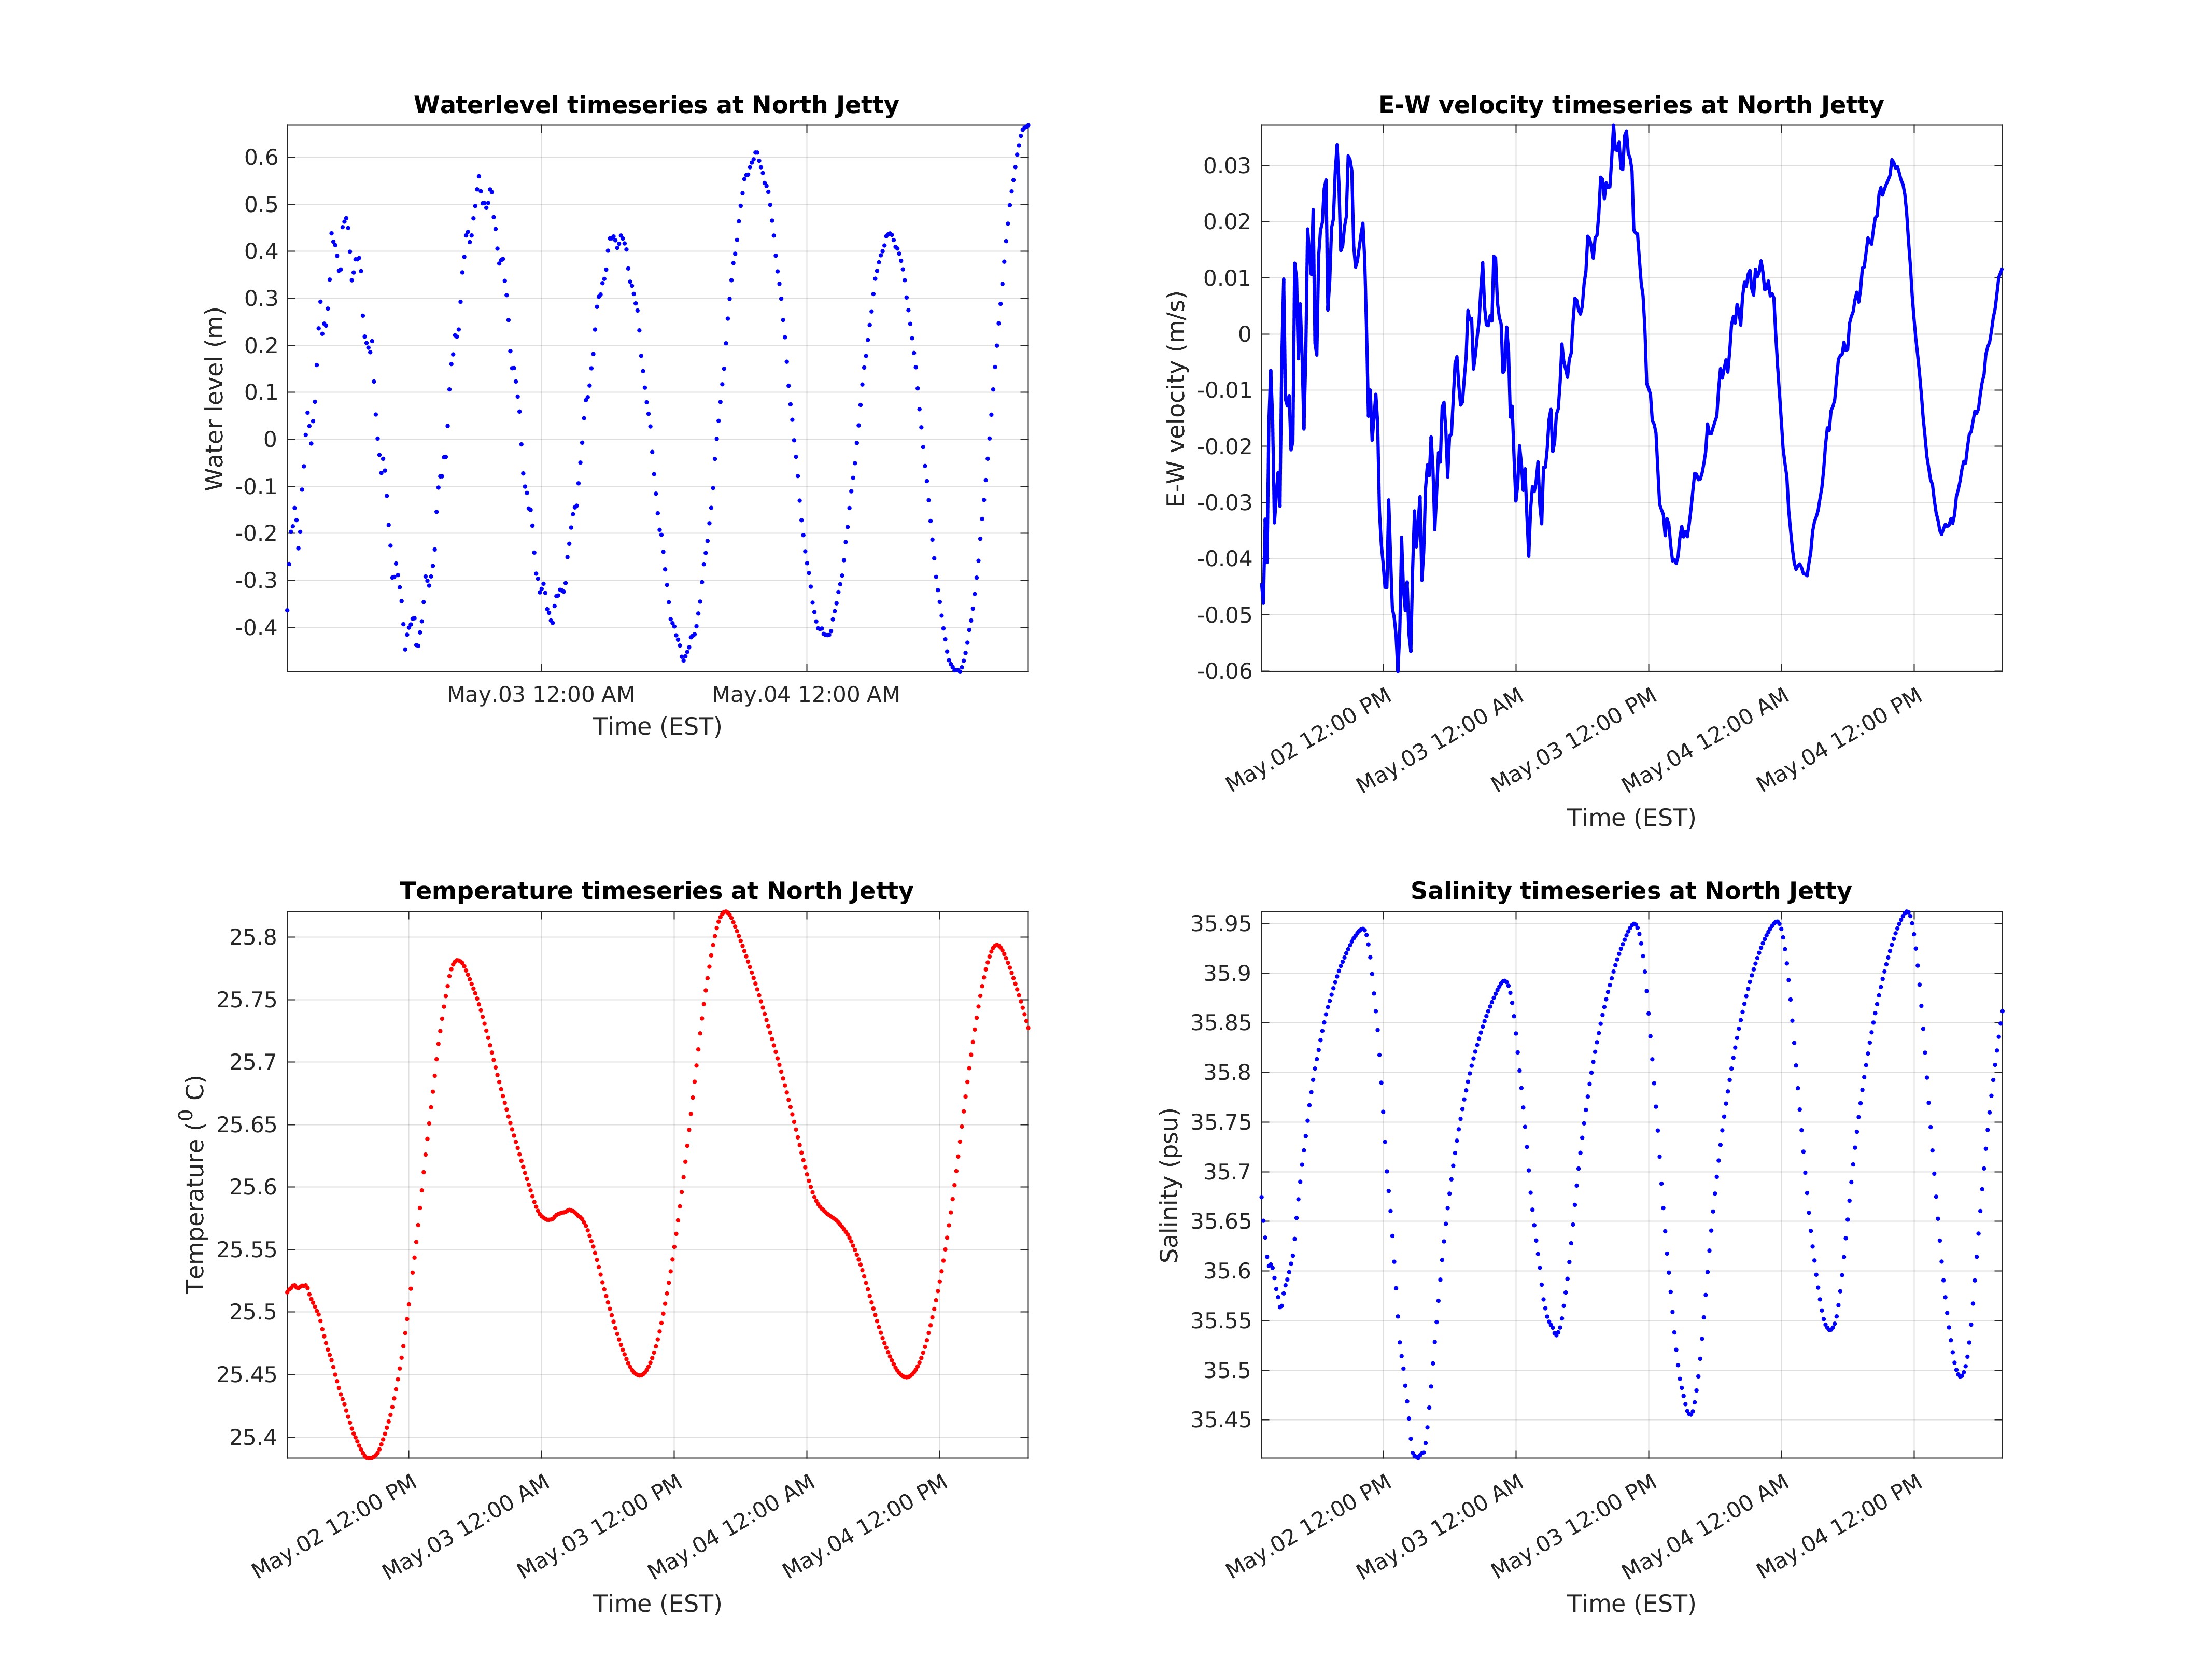 Waterlevel timeseries at North Jetty
0.6
0.5
0.4
0.3
0.2
0.1
0
-0.1
-0.2
-0.3
-0.4
Water level (m)
May.03 12:00 AM
May.04 12:00 AM
Time (EST)
E-W velocity timeseries at North Jetty
0.03
0.02
0.01
0
-0.01
-0.02
-0.03
-0.04
-0.05
-0.06
E-W velocity (m/s)
May.02 12:00 PM
May.03 12:00 AM
May.03 12:00 PM
May.04 12:00 AM
May.04 12:00 PM
Time (EST)
Temperature timeseries at North Jetty
25.8
25.75
25.7
25.65
25.6
25.55
25.5
25.45
25.4
Temperature (⁰ C)
May.02 12:00 PM
May.03 12:00 AM
May.03 12:00 PM
May.04 12:00 AM
May.04 12:00 PM
Time (EST)
Salinity timeseries at North Jetty
35.95
35.9
35.85
35.8
35.75
35.7
35.65
35.6
35.55
35.5
35.45
Salinity (psu)
May.02 12:00 PM
May.03 12:00 AM
May.03 12:00 PM
May.04 12:00 AM
May.04 12:00 PM
Time (EST)